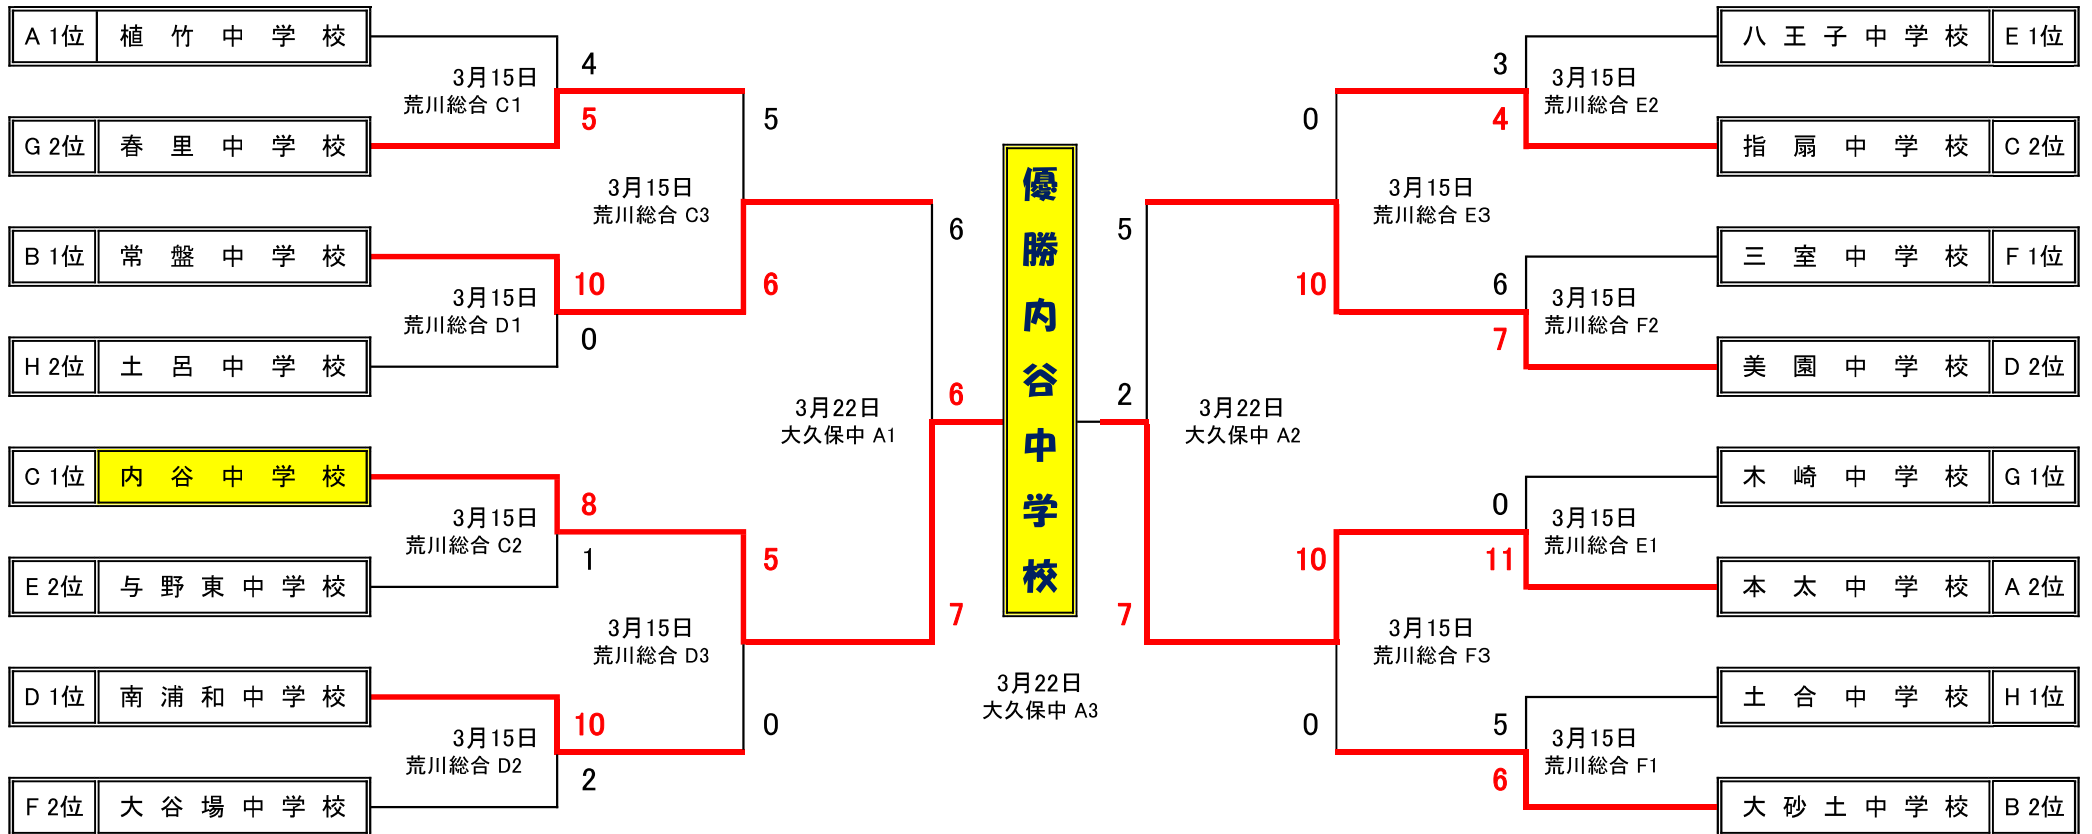 A 1位 植竹中学校
4
3月15日
荒川総合 C1
5
G 2位 春里中学校
5
3月15日
荒川総合 C3
B 1位 常盤中学校
10
6
3月15日
荒川総合 D1
0
H 2位 土呂中学校
6
3月22日
大久保中 A1
6
C 1位 内谷中学校
8
3月15日
荒川総合 C2
1
E 2位 与野東中学校
5
7
3月15日
荒川総合 D3
D 1位 南浦和中学校
10
0
3月15日
荒川総合 D2
2
F 2位 大谷場中学校
優勝内谷中学校
3月22日
大久保中 A3
八王子中学校 E 1位
3
3月15日
荒川総合 E2
4
指扇中学校 C 2位
0
3月15日
荒川総合 E3
三室中学校 F 1位
10
6
3月15日
荒川総合 F2
7
美園中学校 D 2位
5
2
3月22日
大久保中 A2
木崎中学校 G 1位
0
3月15日
荒川総合 E1
11
本太中学校 A 2位
10
7
3月15日
荒川総合 F3
土合中学校 H 1位
0
5
3月15日
荒川総合 F1
6
大砂土中学校 B 2位